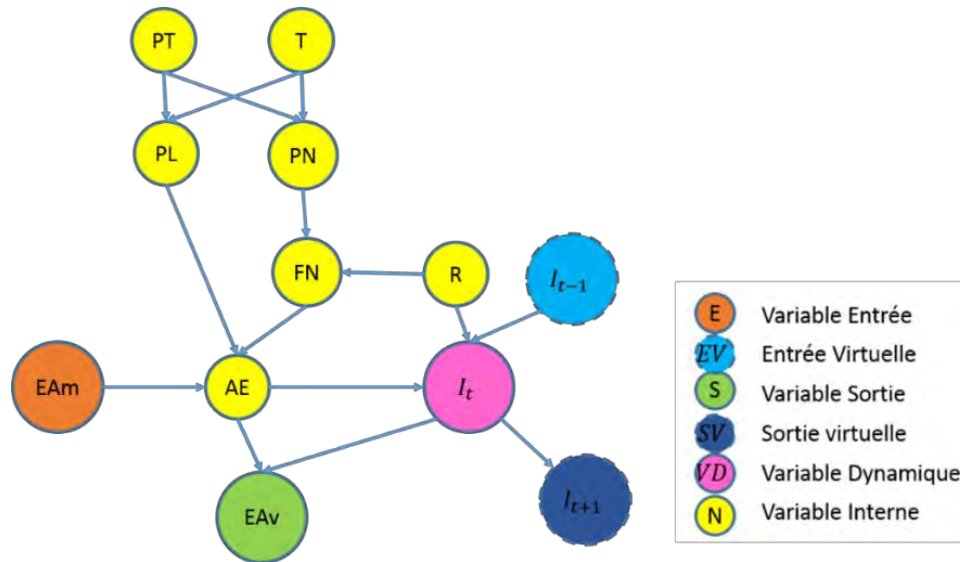 PT T
PL PN
FN R I_{t-1}
EAm AE I_t
EAv I_{t+1}
E Variable Entrée
EV Entrée Virtuelle
S Variable Sortie
SV Sortie virtuelle
VD Variable Dynamique
N Variable Interne